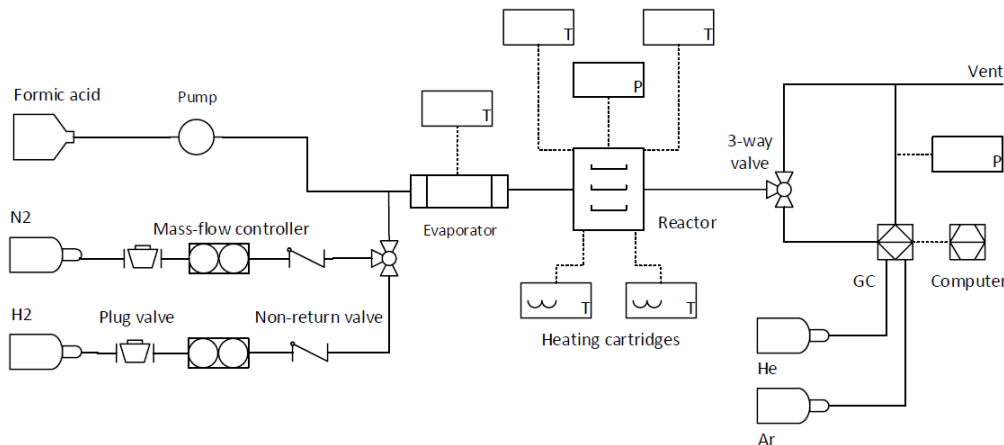 T
T
P
Vent
Formic acid
Pump
T
3-way
valve
P
N2
Mass-flow controller
Evaporator
Reactor
GC
Computer
H2
Plug valve
Non-return valve
T
T
Heating cartridges
He
Ar